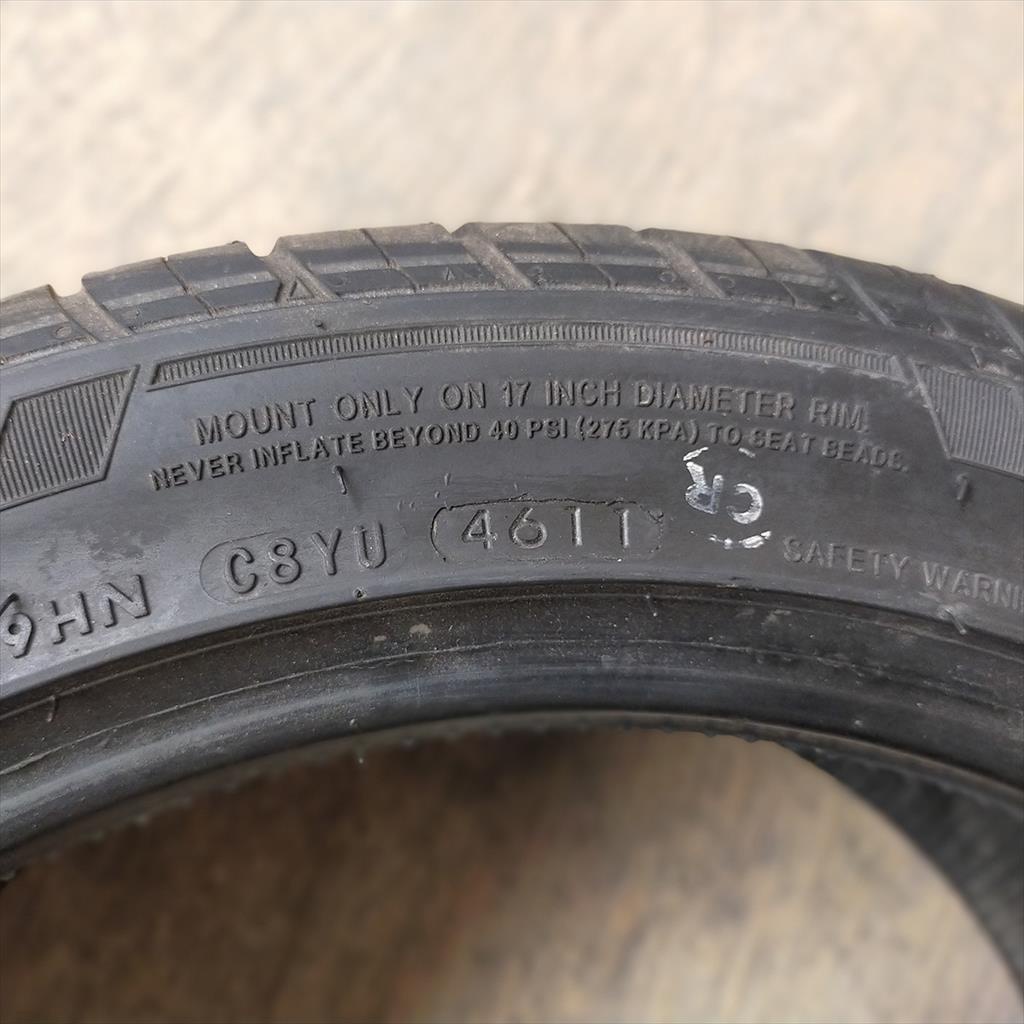 MOUNT ONLY ON 17 INCH DIAMETER RIM.
NEVER INFLATE BEYOND 40 PSI (275 KPA) TO SEAT BEADS.
9HN C8YU 4611
CR
SAFETY WARNI